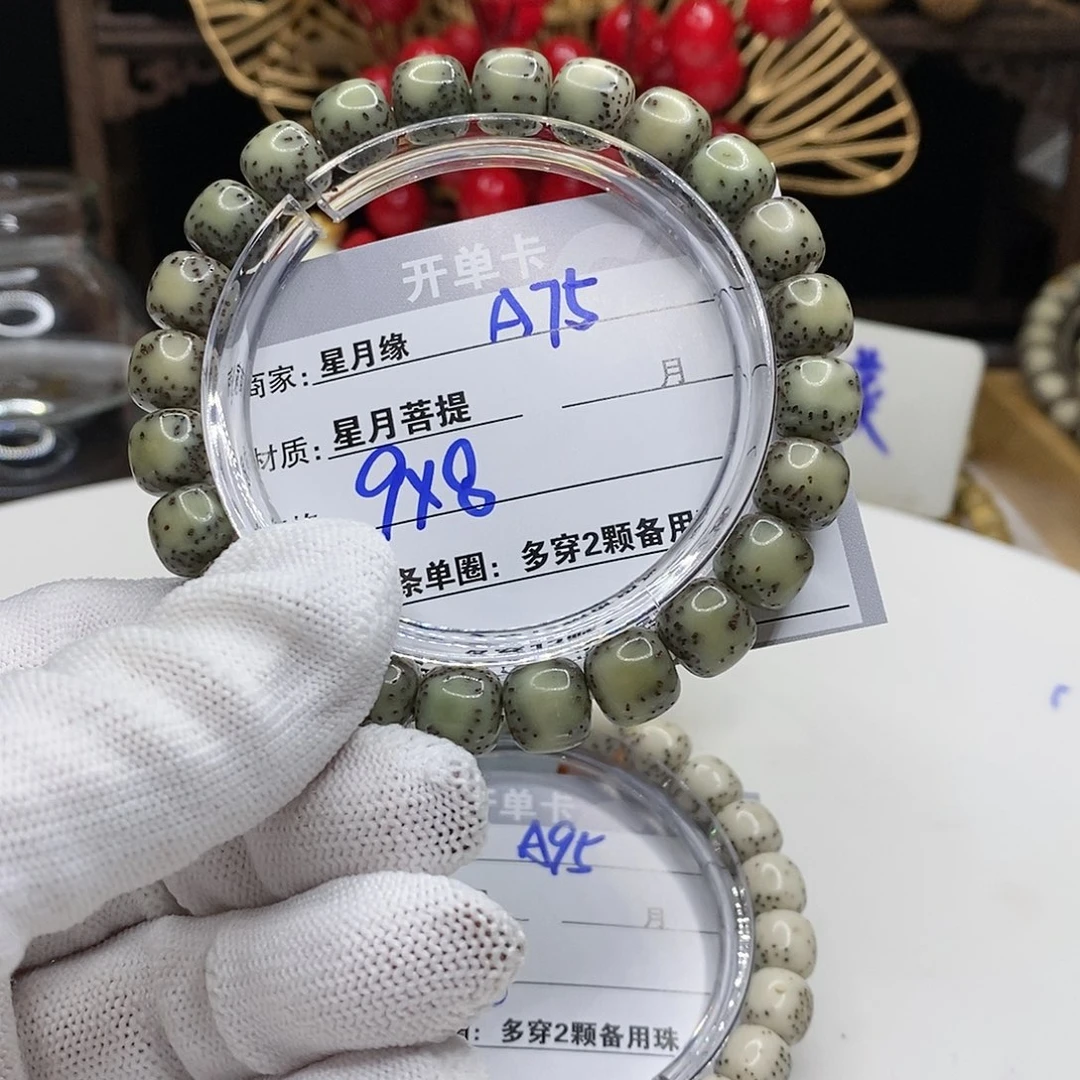 开单卡
A75
商家：星月缘
月
材质：星月菩提
9X8
条单圈：多穿2颗备用
单卡
A95
月
：多穿2颗备用珠